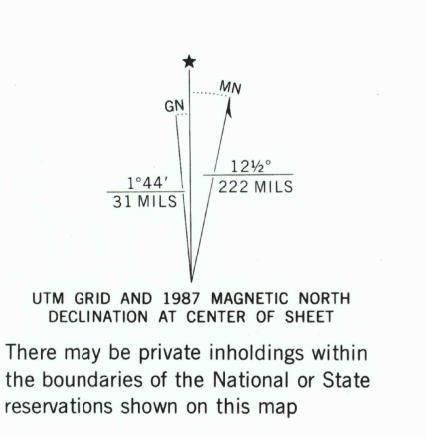 ★
MN
GN
12½°
222 MILS
1°44'
31 MILS
UTM GRID AND 1987 MAGNETIC NORTH
DECLINATION AT CENTER OF SHEET
There may be private inholdings within
the boundaries of the National or State
reservations shown on this map